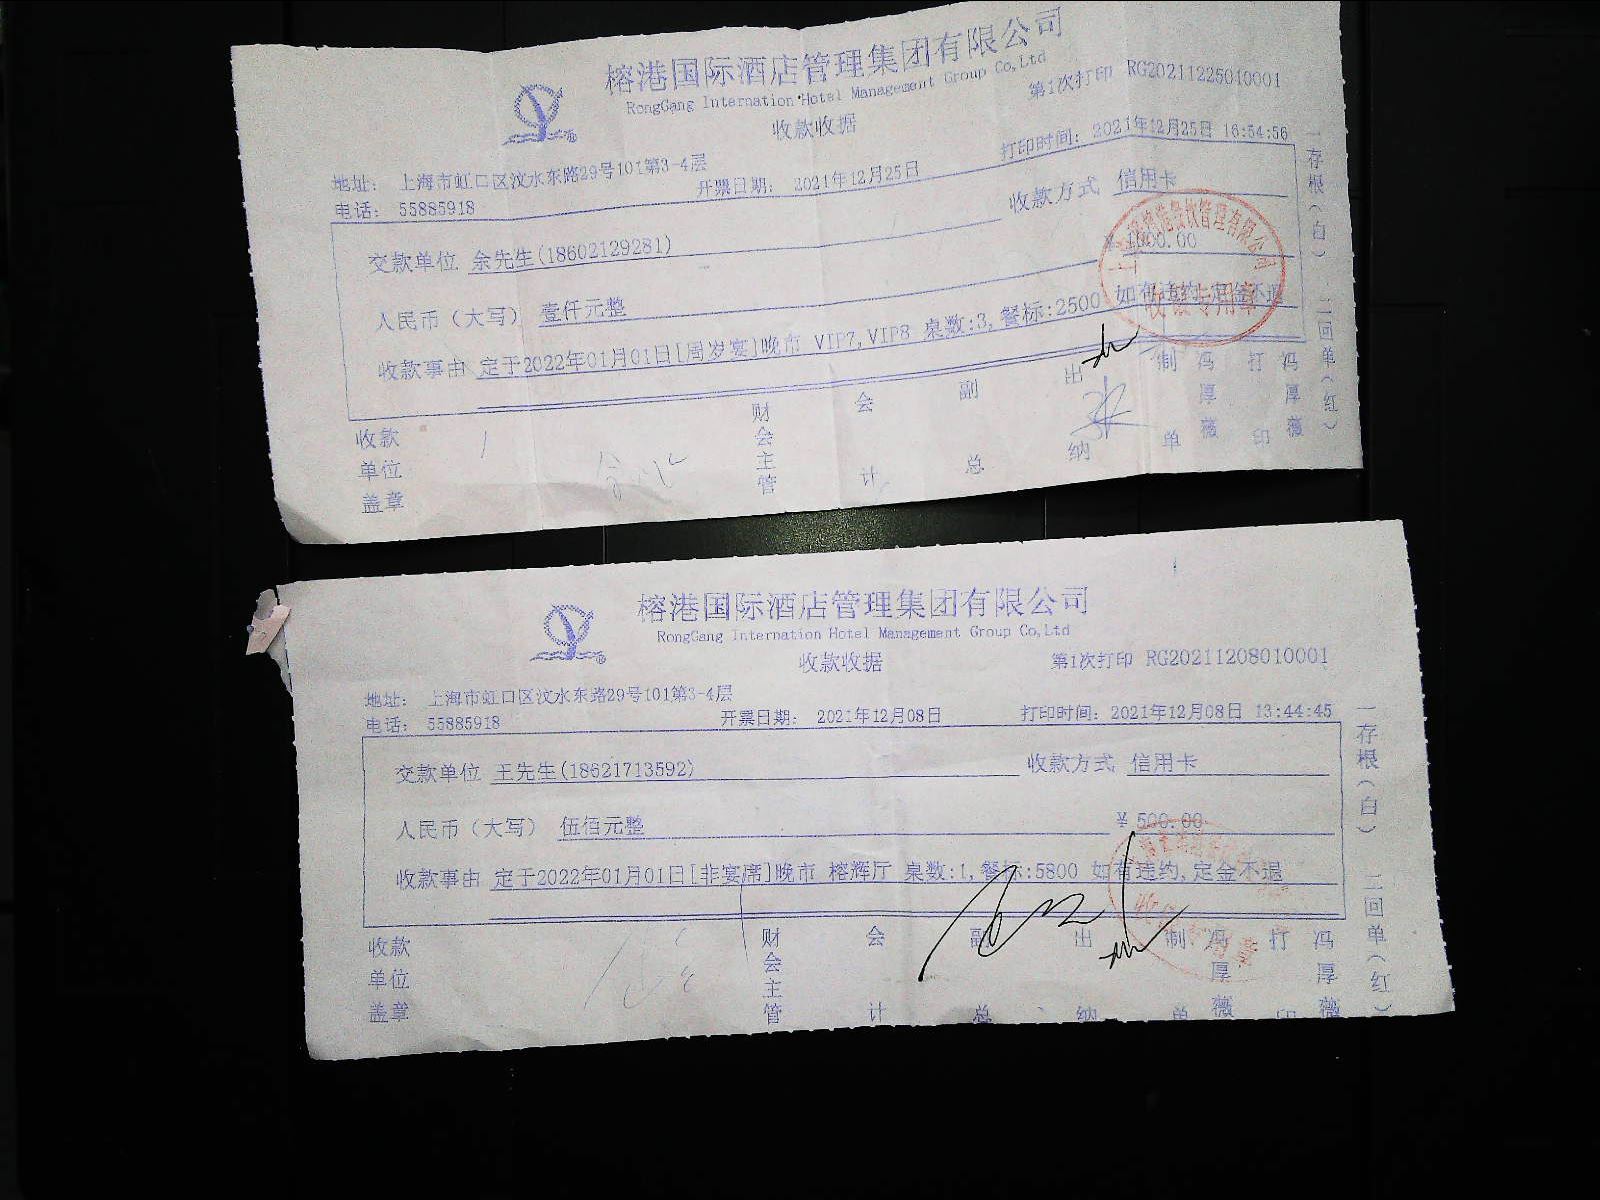 榕港国际酒店管理集团有限公司
RongGang Internation Hotel Management Group Co,Ltd
收款收据
第1次打印 RG20211225010001
地址： 上海市虹口区汶水东路29号101第3-4层
电话： 55885918
开票日期： 2021年12月25日
打印时间：2021年12月25日 16:54:56
交款单位 余先生(18602129281)
收款方式 信用卡
人民币（大写） 壹仟元整
¥ 1000.00
收款事由 定于2022年01月01日[周岁宴]晚市 VIP7,VIP8 桌数:3,餐标:2500 如有违约,定金不退
收款单位盖章
财会主管
会计
副总
出纳
制单 冯厚薇
打印 冯厚薇
一存根（白） 二回单（红）
榕港国际酒店管理集团有限公司
RongGang Internation Hotel Management Group Co,Ltd
收款收据
第1次打印 RG20211208010001
地址： 上海市虹口区汶水东路29号101第3-4层
电话： 55885918
开票日期： 2021年12月08日
打印时间：2021年12月08日 13:44:45
交款单位 王先生(18621713592)
收款方式 信用卡
人民币（大写） 伍佰元整
¥ 500.00
收款事由 定于2022年01月01日[非宴席]晚市 榕辉厅 桌数:1,餐标:5800 如有违约,定金不退
收款单位盖章
财会主管
会计
副总
出纳
制单 冯厚薇
打印 冯厚薇
一存根（白） 二回单（红）